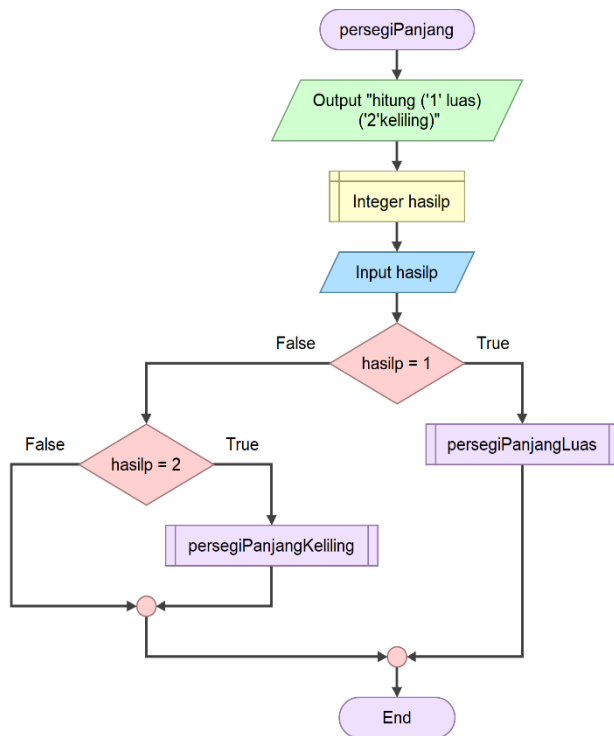 persegiPanjang
Output "hitung ('1' luas)
('2'keliling)"
Integer hasilp
Input hasilp
False
True
hasilp = 1
False
True
hasilp = 2
persegiPanjangLuas
persegiPanjangKeliling
End